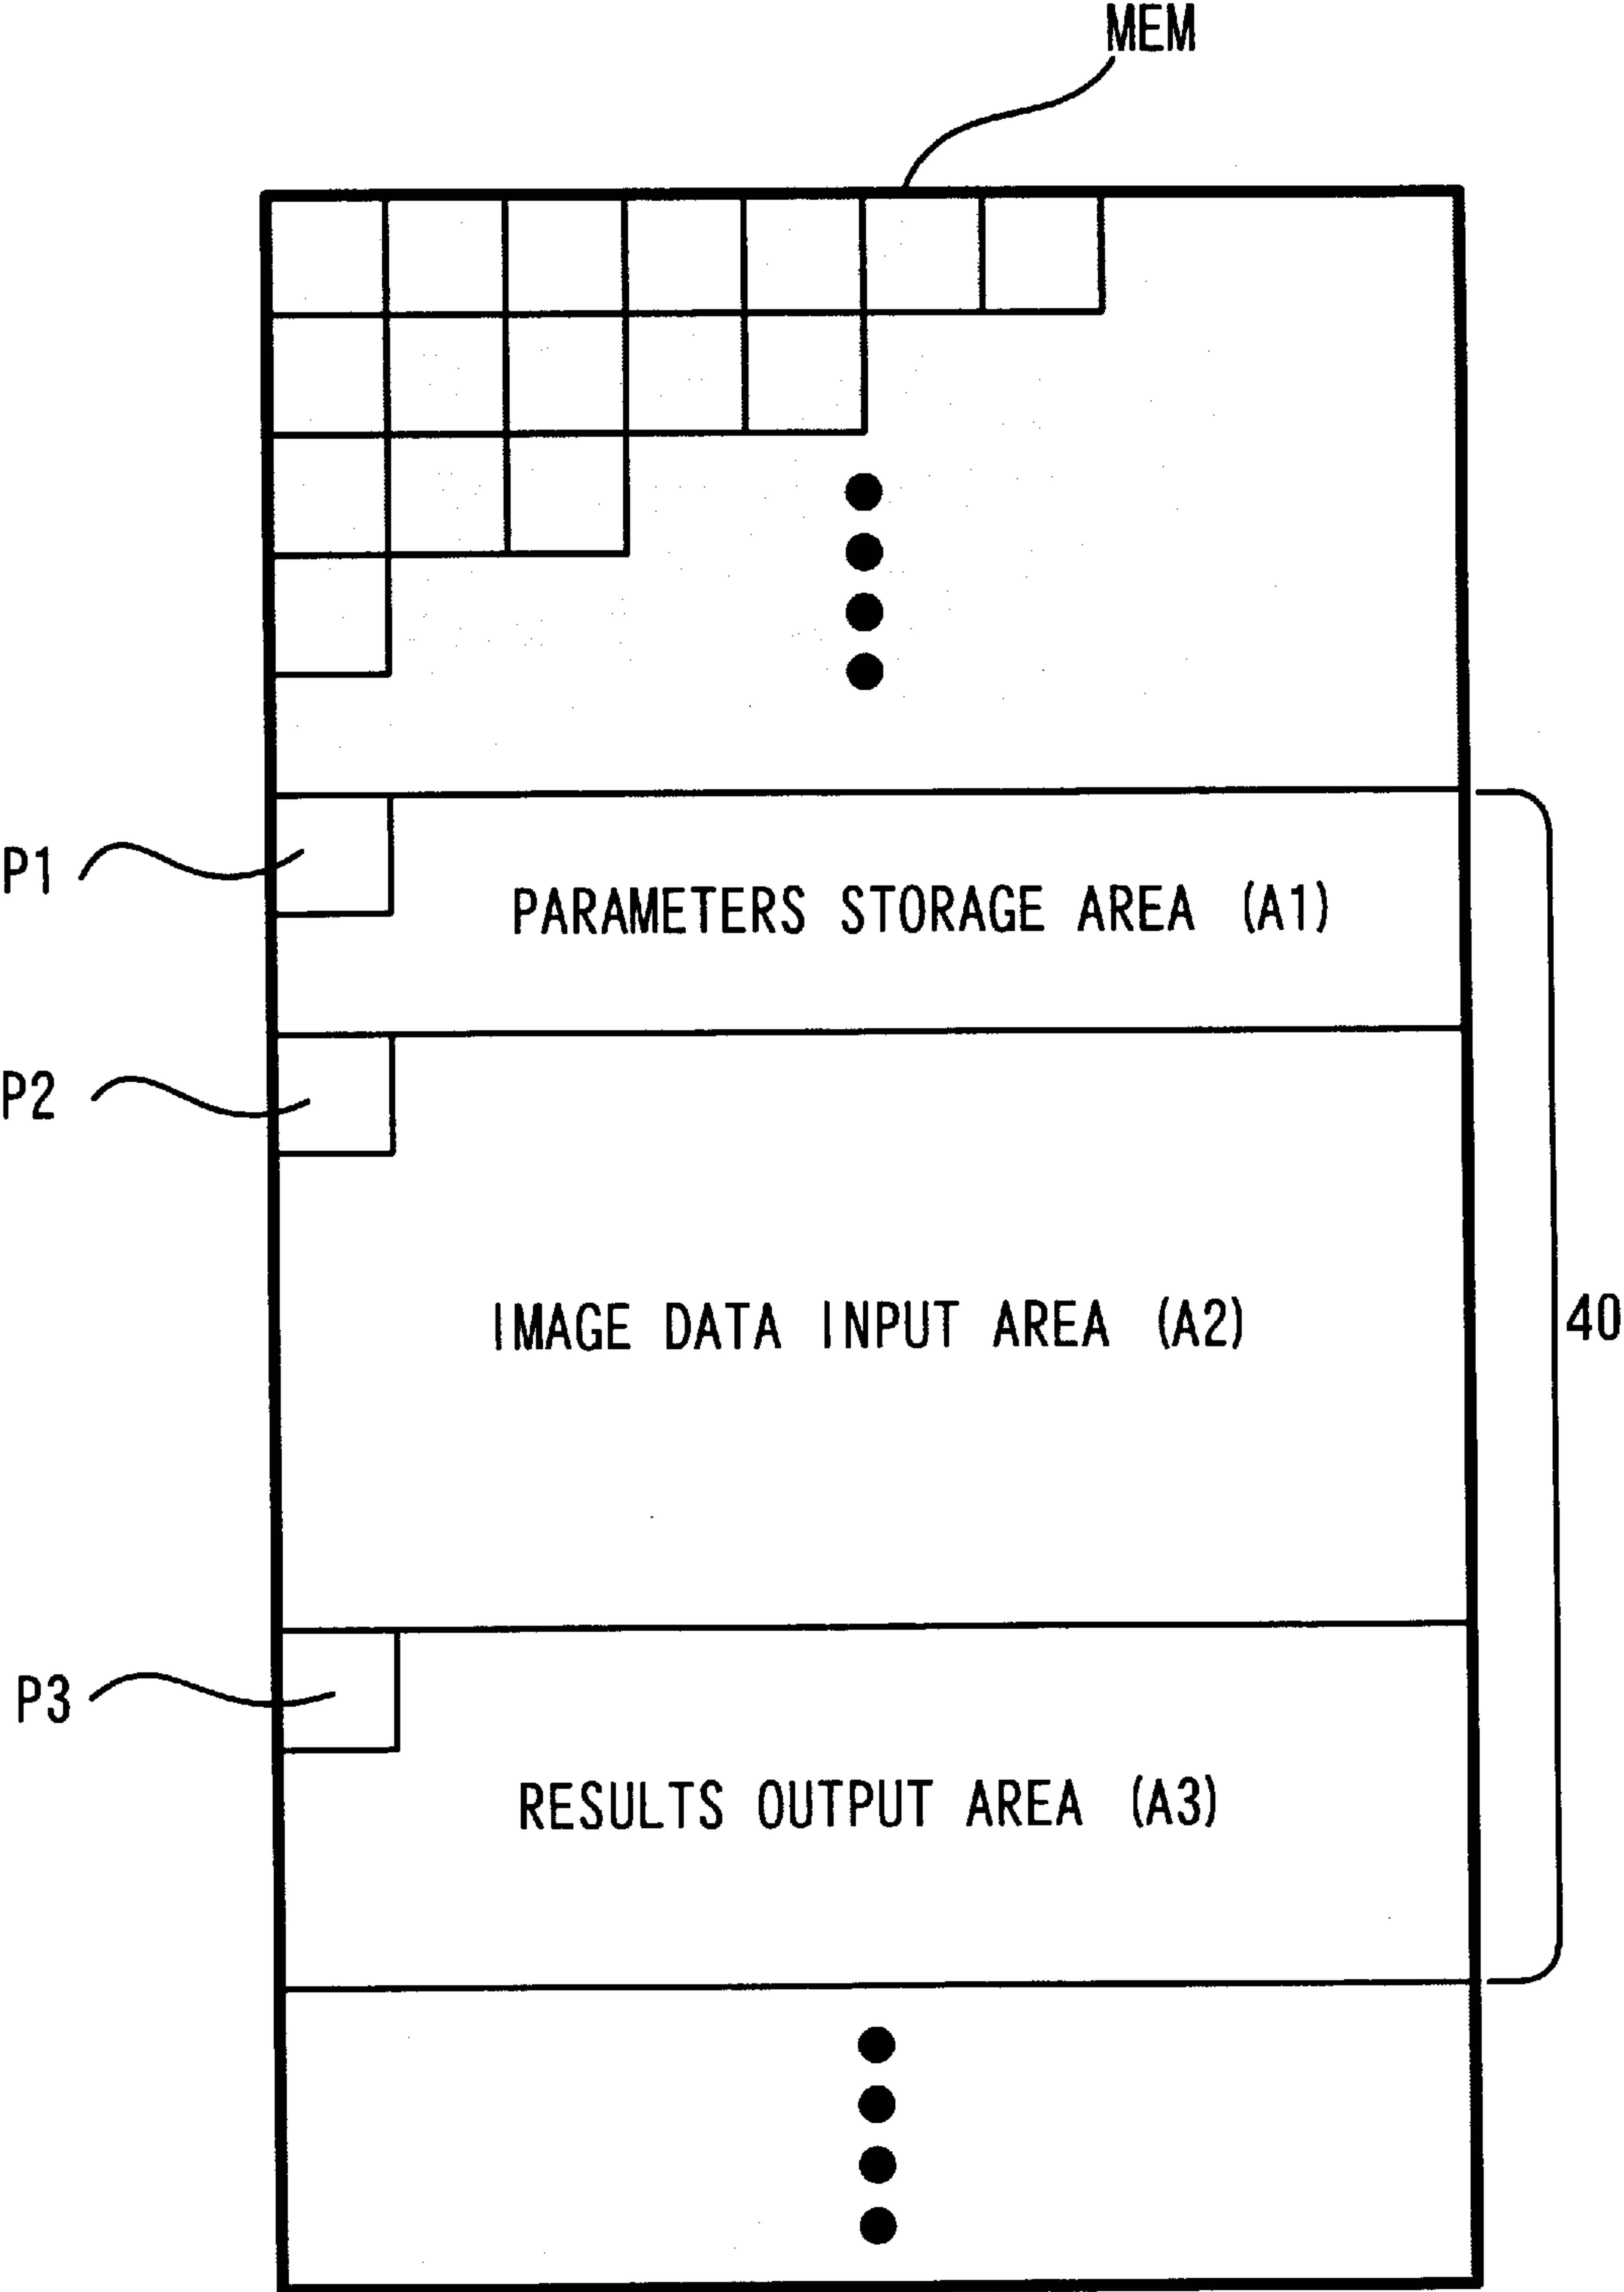 MEM
P1
PARAMETERS STORAGE AREA (A1)
P2
IMAGE DATA INPUT AREA (A2)
40
P3
RESULTS OUTPUT AREA (A3)